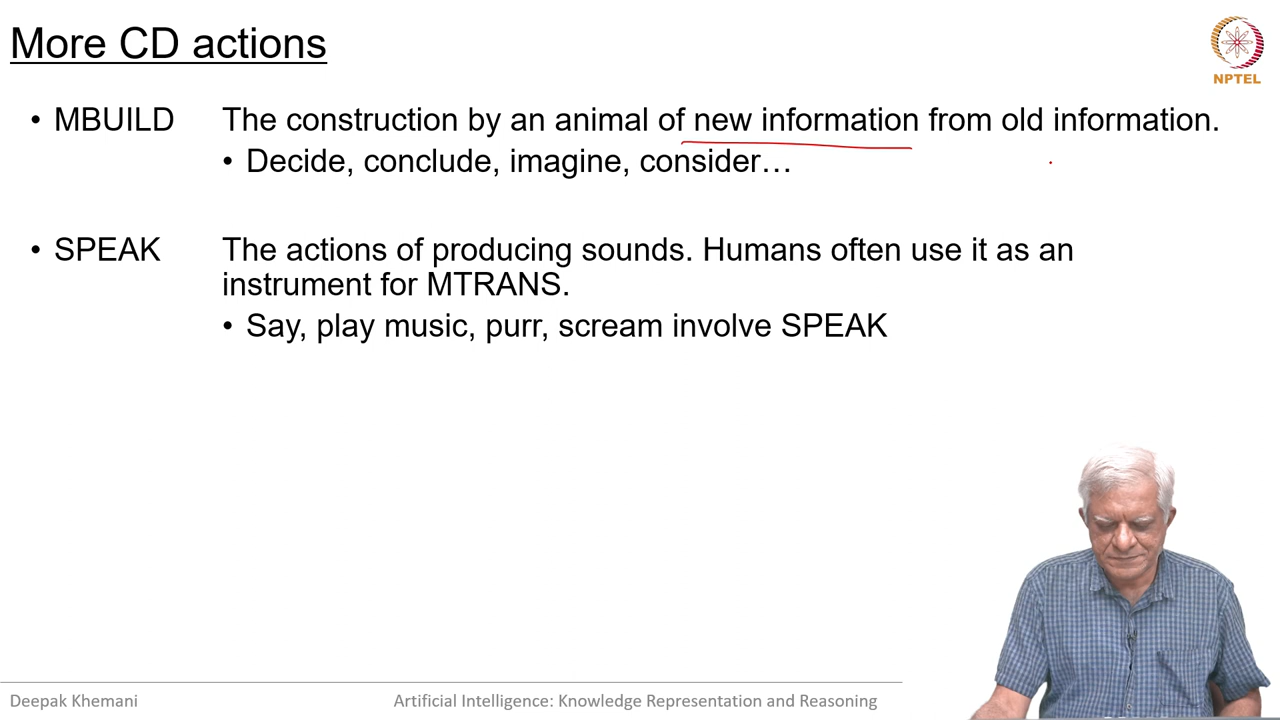 More CD actions
NPTEL
• MBUILD The construction by an animal of new information from old information.
• Decide, conclude, imagine, consider…
• SPEAK The actions of producing sounds. Humans often use it as an
instrument for MTRANS.
• Say, play music, purr, scream involve SPEAK
Deepak Khemani Artificial Intelligence: Knowledge Representation and Reasoning